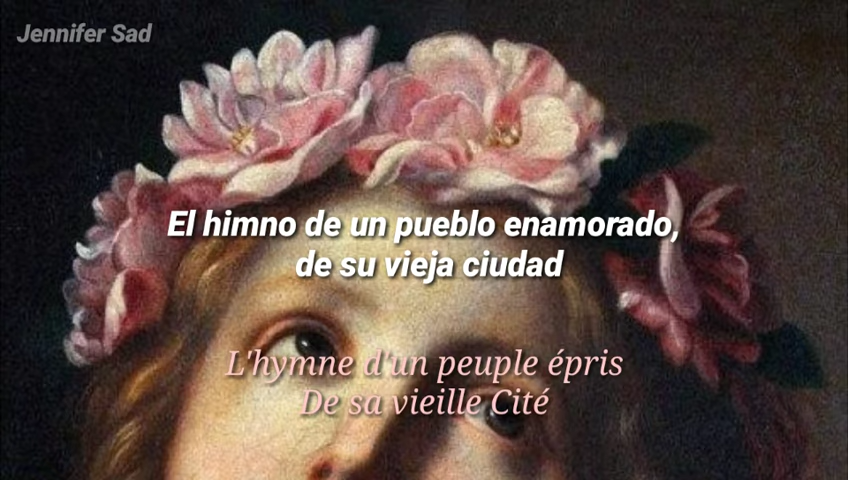 Jennifer Sad
El himno de un pueblo enamorado,
de su vieja ciudad
L'hymne d'un peuple épris
De sa vieille Cité